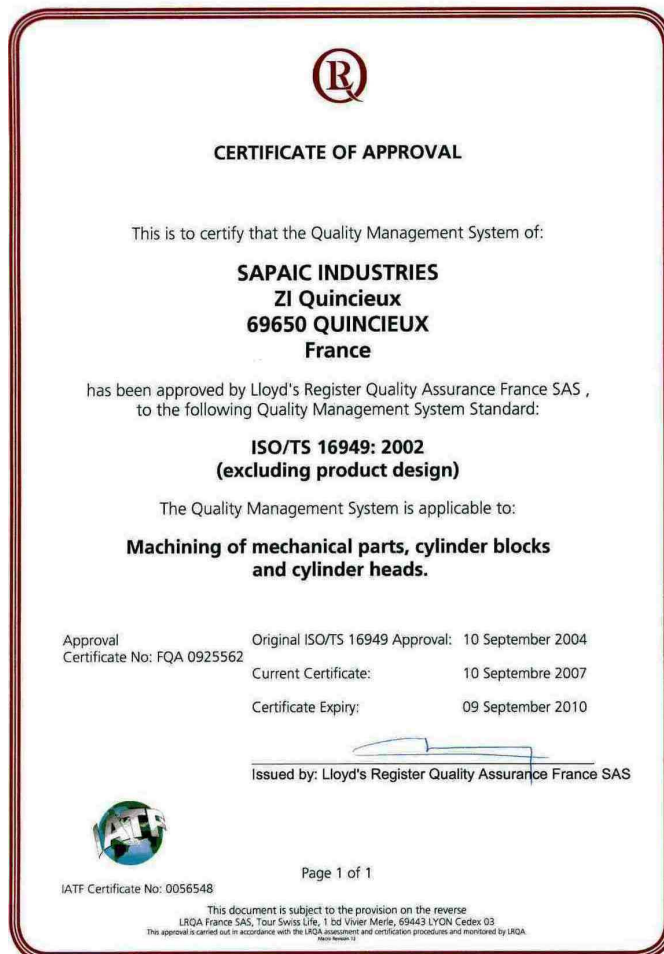 LRQ
CERTIFICATE OF APPROVAL
This is to certify that the Quality Management System of:
SAPAIC INDUSTRIES
ZI Quincieux
69650 QUINCIEUX
France
has been approved by Lloyd's Register Quality Assurance France SAS ,
to the following Quality Management System Standard:
ISO/TS 16949: 2002
(excluding product design)
The Quality Management System is applicable to:
Machining of mechanical parts, cylinder blocks
and cylinder heads.
Approval
Certificate No: FQA 0925562
Original ISO/TS 16949 Approval: 10 September 2004
Current Certificate: 10 Septembre 2007
Certificate Expiry: 09 September 2010
Issued by: Lloyd's Register Quality Assurance France SAS
IATF
IATF Certificate No: 0056548
Page 1 of 1
This document is subject to the provision on the reverse
LRQA France SAS, Tour Swiss Life, 1 bd Vivier Merle, 69443 LYON Cedex 03
This approval is carried out in accordance with the LRQA assessment and certification procedures and monitored by LRQA
Macro Revision 13